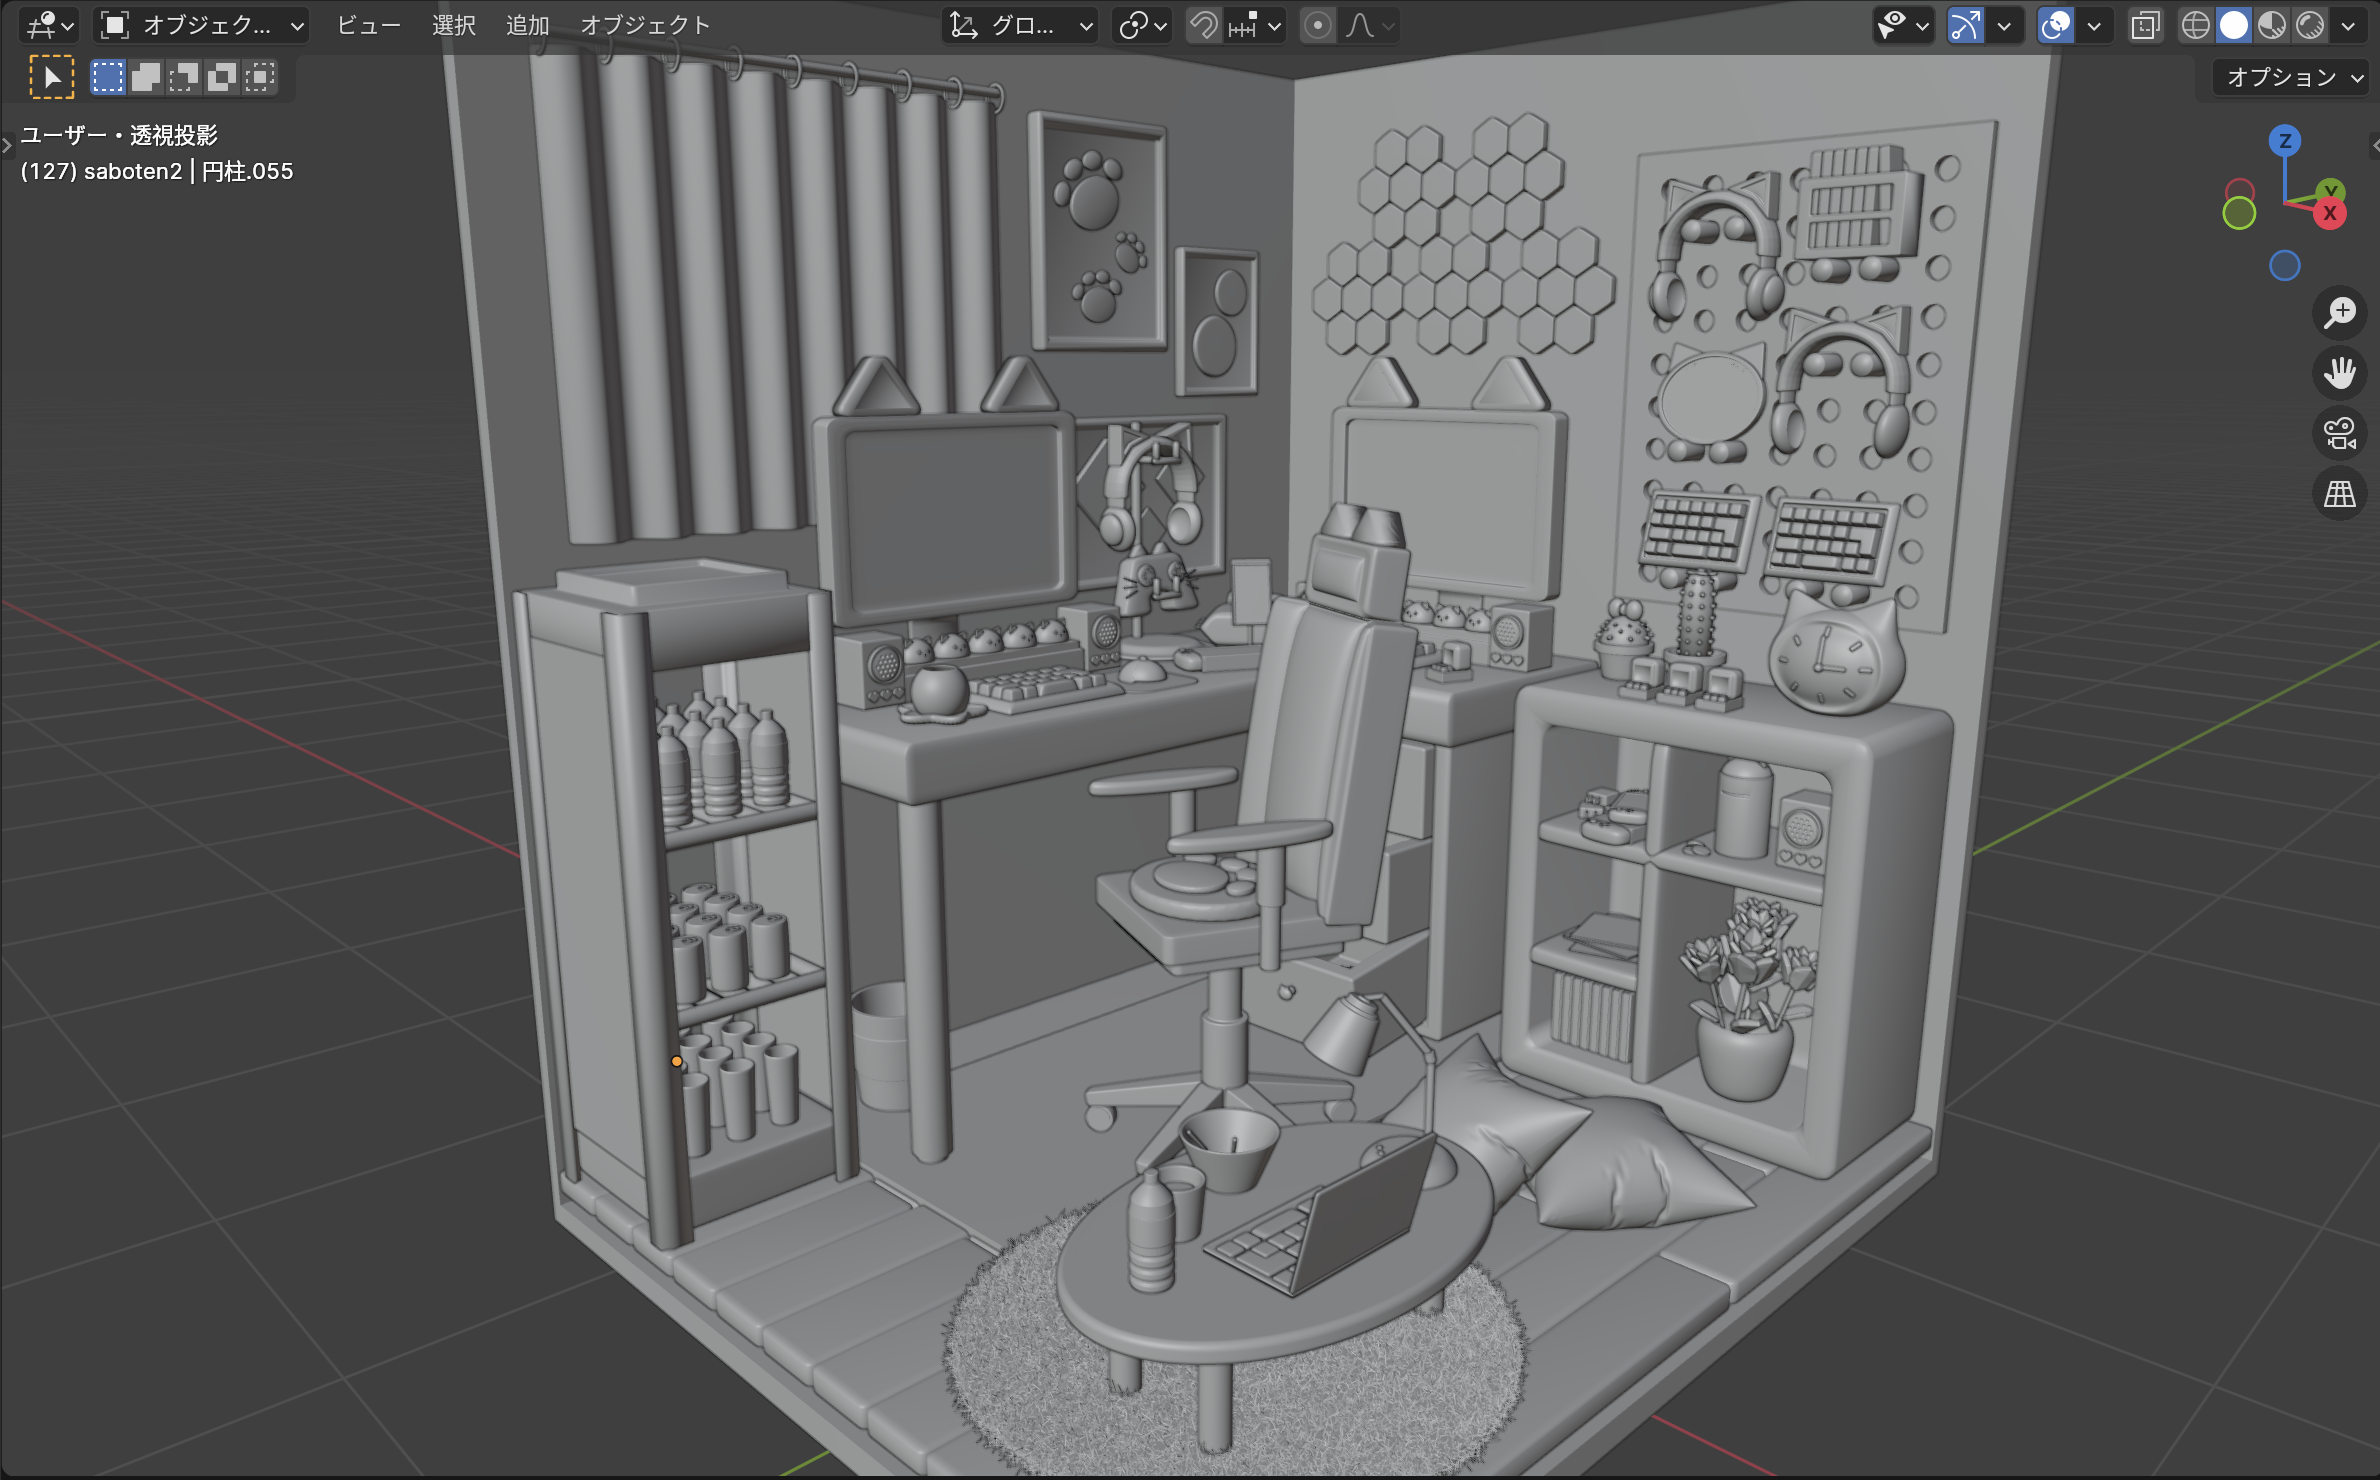 オブジェク...
ビュー
選択
追加
オブジェクト
グロ...
オプション
ユーザー・透視投影
(127) saboten2 | 円柱.055
Z
Y
X